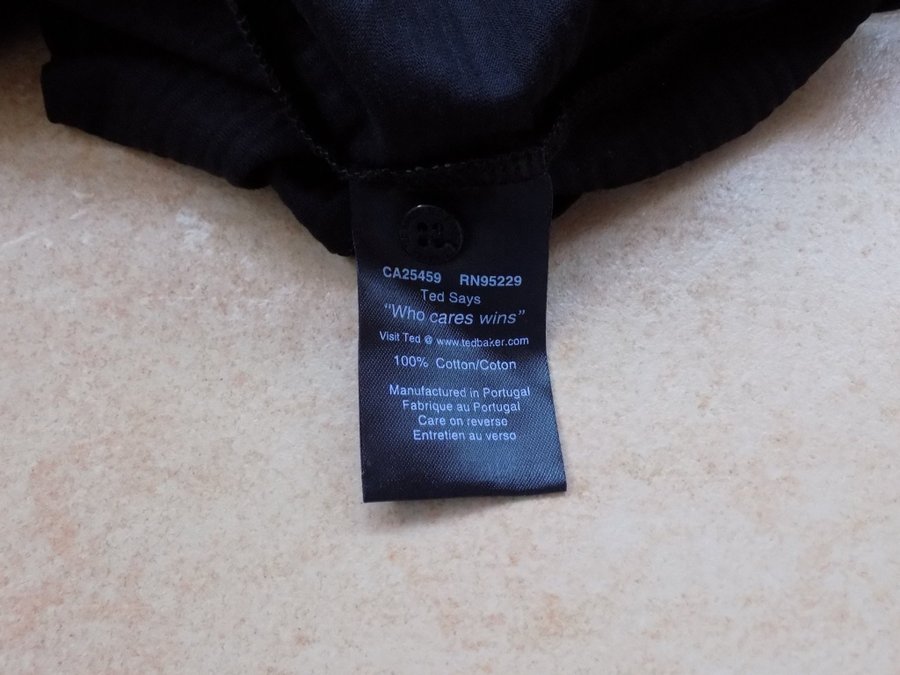 CA25459 RN95229
Ted Says
"Who cares wins"
Visit Ted @ www.tedbaker.com
100% Cotton/Coton
Manufactured in Portugal
Fabrique au Portugal
Care on reverse
Entretien au verso